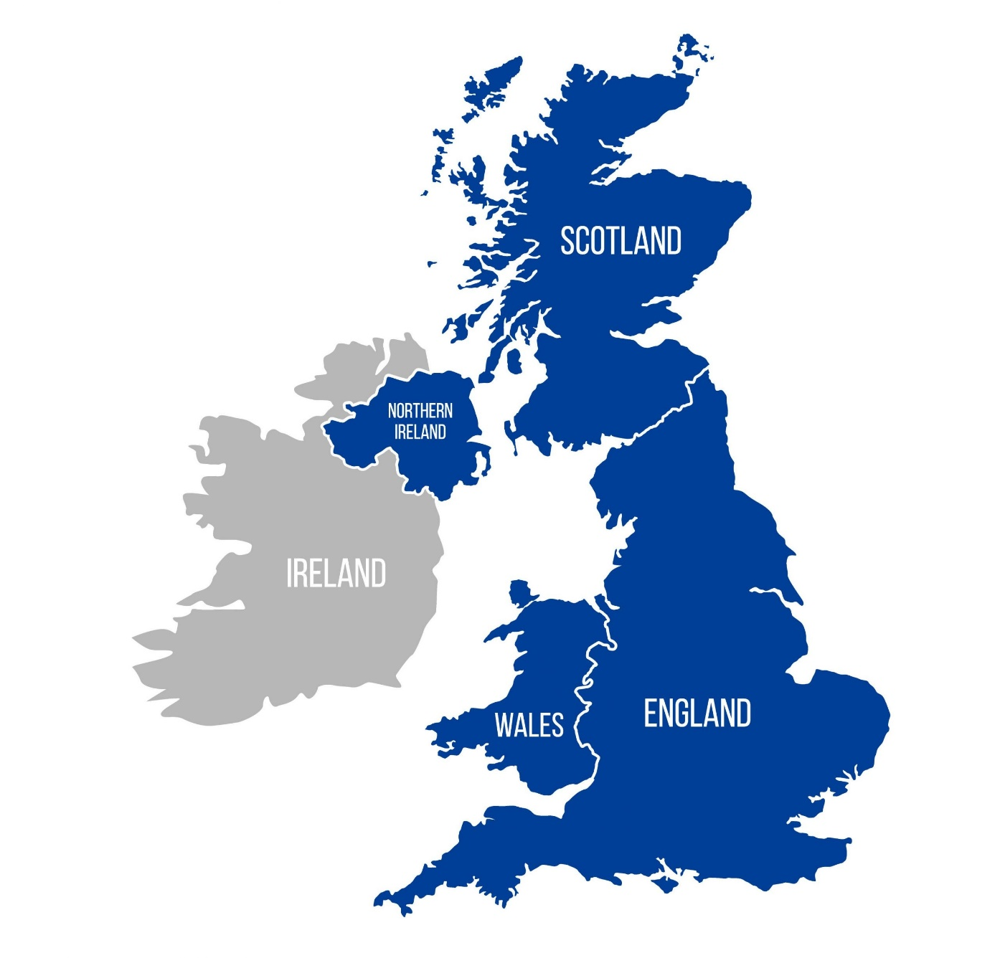 SCOTLAND
NORTHERN
IRELAND
IRELAND
WALES
ENGLAND